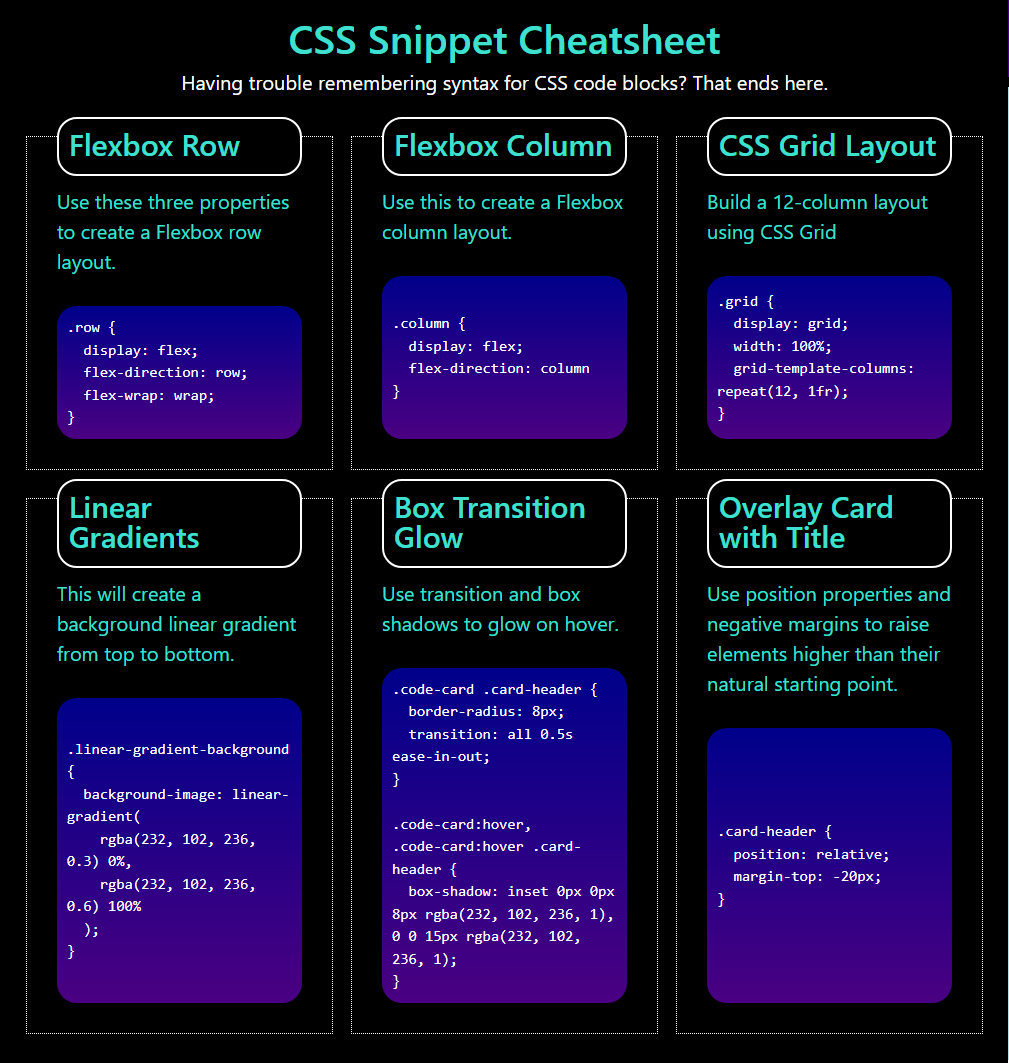 CSS Snippet Cheatsheet
Having trouble remembering syntax for CSS code blocks? That ends here.
Flexbox Row
Use these three properties
to create a Flexbox row
layout.
.row {
  display: flex;
  flex-direction: row;
  flex-wrap: wrap;
}
Flexbox Column
Use this to create a Flexbox
column layout.
.column {
  display: flex;
  flex-direction: column
}
CSS Grid Layout
Build a 12-column layout
using CSS Grid
.grid {
  display: grid;
  width: 100%;
  grid-template-columns:
repeat(12, 1fr);
}
Linear
Gradients
This will create a
background linear gradient
from top to bottom.
.linear-gradient-background
{
  background-image: linear-
gradient(
    rgba(232, 102, 236,
0.3) 0%,
    rgba(232, 102, 236,
0.6) 100%
  );
}
Box Transition
Glow
Use transition and box
shadows to glow on hover.
.code-card .card-header {
  border-radius: 8px;
  transition: all 0.5s
ease-in-out;
}
.code-card:hover,
.code-card:hover .card-
header {
  box-shadow: inset 0px 0px
8px rgba(232, 102, 236, 1),
0 0 15px rgba(232, 102,
236, 1);
}
Overlay Card
with Title
Use position properties and
negative margins to raise
elements higher than their
natural starting point.
.card-header {
  position: relative;
  margin-top: -20px;
}